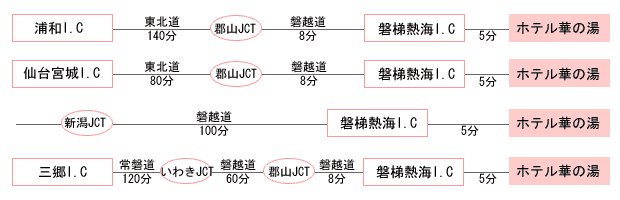 浦和I.C 東北道 140分 郡山JCT 磐越道 8分 磐梯熱海I.C 5分 ホテル華の湯
仙台宮城I.C 東北道 80分 郡山JCT 磐越道 8分 磐梯熱海I.C 5分 ホテル華の湯
新潟JCT 磐越道 100分 磐梯熱海I.C 5分 ホテル華の湯
三郷I.C 常磐道 120分 いわきJCT 磐越道 60分 郡山JCT 磐越道 8分 磐梯熱海I.C 5分 ホテル華の湯